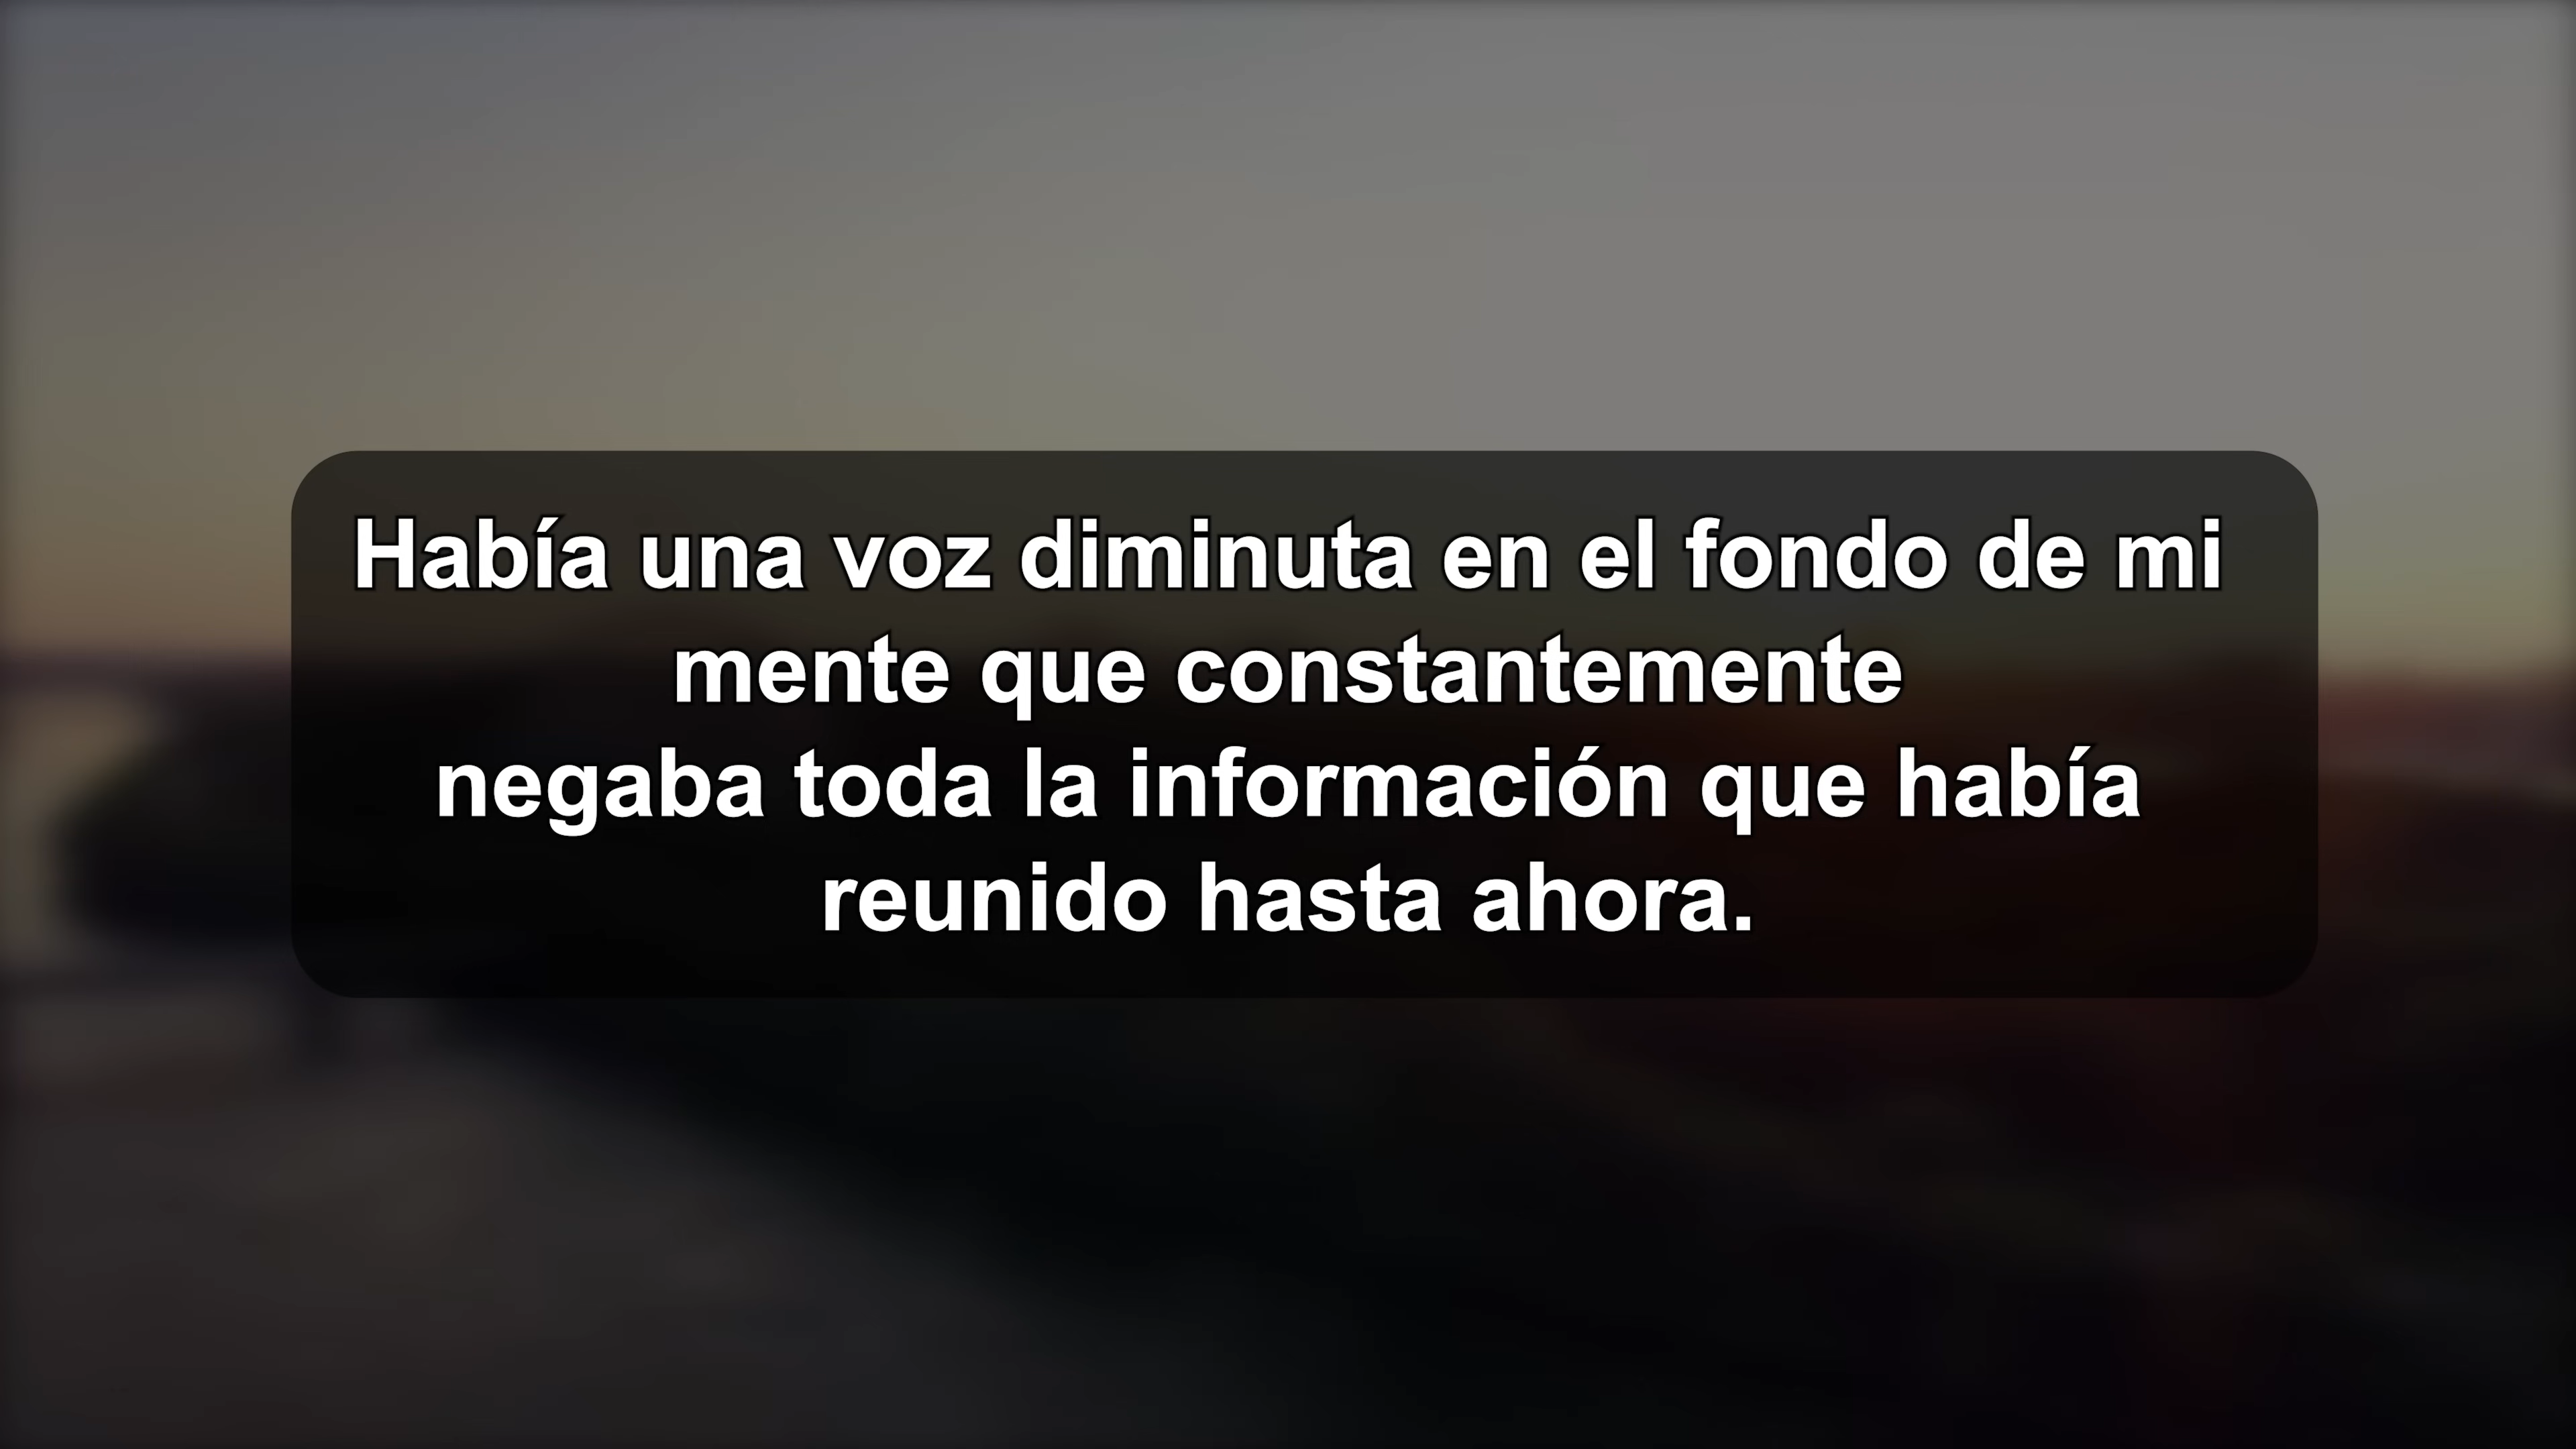 Había una voz diminuta en el fondo de mi
mente que constantemente
negaba toda la información que había
reunido hasta ahora.